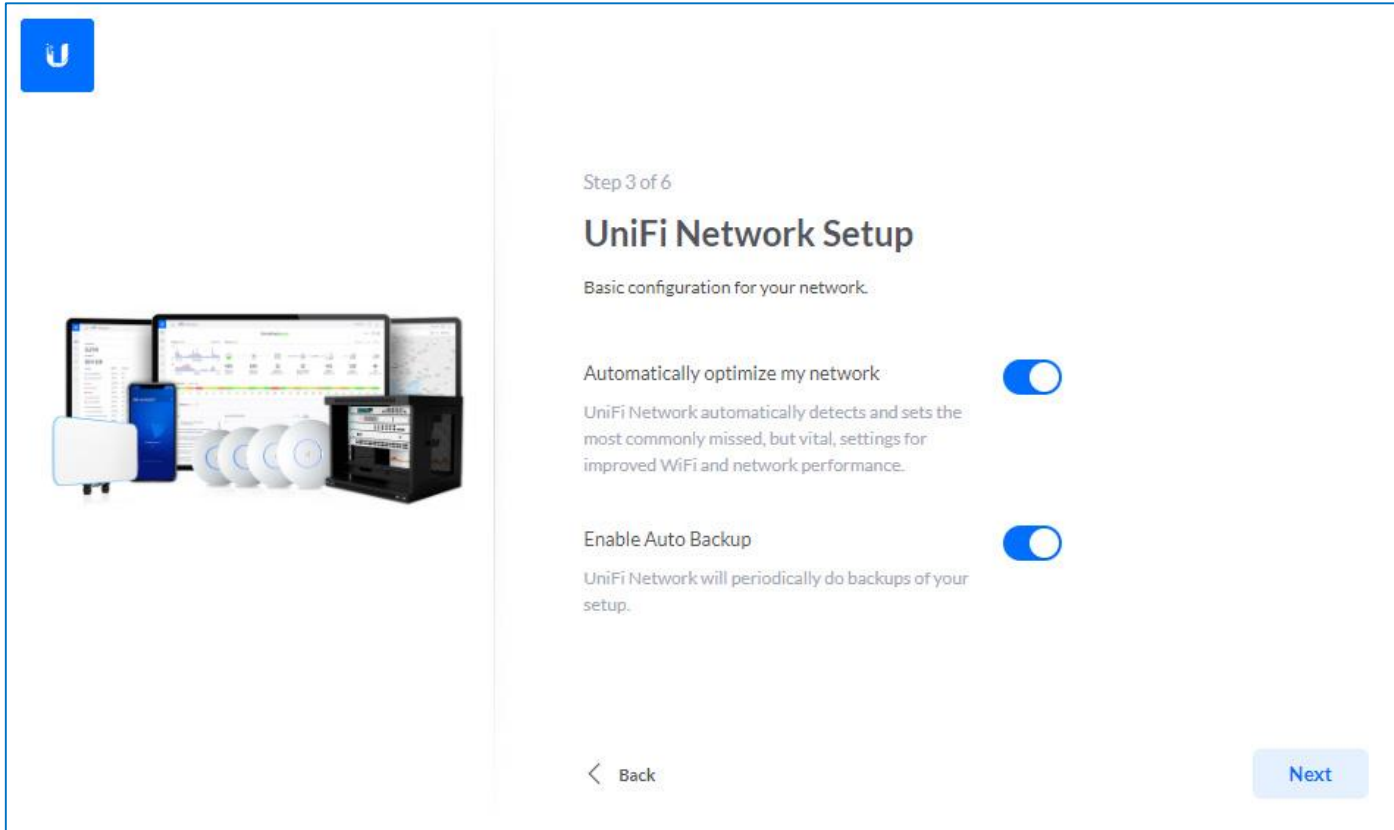 Step 3 of 6
UniFi Network Setup
Basic configuration for your network.
Automatically optimize my network
UniFi Network automatically detects and sets the
most commonly missed, but vital, settings for
improved WiFi and network performance.
Enable Auto Backup
UniFi Network will periodically do backups of your
setup.
Back
Next